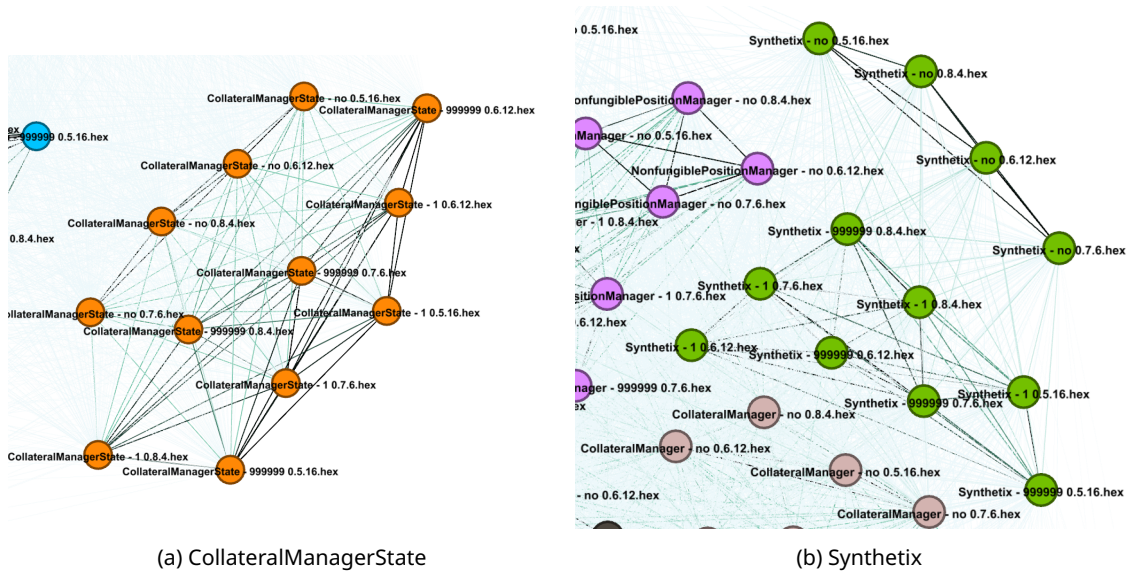 CollateralManagerState - no 0.5.16.hex
CollateralManagerState - 999999 0.6.12.hex
ex
999999 0.5.16.hex
CollateralManagerState - no 0.6.12.hex
CollateralManagerState - 1 0.6.12.hex
CollateralManagerState - no 0.8.4.hex
0.8.4.hex
CollateralManagerState - 999999 0.7.6.hex
ollateralManagerState - no 0.7.6.hex
CollateralManagerState - 1 0.5.16.hex
CollateralManagerState - 999999 0.8.4.hex
CollateralManagerState - 1 0.7.6.hex
CollateralManagerState - 1 0.8.4.hex
CollateralManagerState - 999999 0.5.16.hex
(a) CollateralManagerState
0.5.16.hex
Synthetix - no 0.5.16.hex
Synthetix - no 0.8.4.hex
onfungiblePositionManager - no 0.8.4.hex
Manager - no 0.5.16.hex
Synthetix - no 0.6.12.hex
NonfungiblePositionManager - no 0.6.12.hex
ngiblePositionManager - no 0.7.6.hex
er - 1 0.8.4.hex
Synthetix - 999999 0.8.4.hex
Synthetix - no 0.7.6.hex
Synthetix - 1 0.7.6.hex
sitionManager - 1 0.7.6.hex
Synthetix - 1 0.8.4.hex
.6.12.hex
Synthetix - 1 0.6.12.hex
Synthetix - 999999 0.6.12.hex
nager - 999999 0.7.6.hex
ex
Synthetix - 1 0.5.16.hex
Synthetix - 999999 0.7.6.hex
CollateralManager - no 0.8.4.hex
CollateralManager - no 0.6.12.hex
CollateralManager - no 0.5.16.hex
Synthetix - 999999 0.5.16.hex
- no 0.6.12.hex
CollateralManager - no 0.7.6.hex
(b) Synthetix